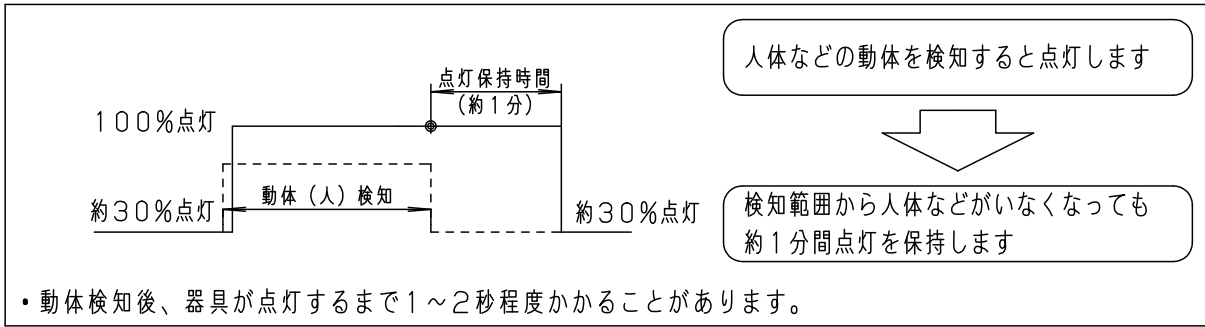 点灯保持時間
(約1分)
100%点灯
動体(人)検知
約30%点灯
約30%点灯
人体などの動体を検知すると点灯します
検知範囲から人体などがいなくなっても
約1分間点灯を保持します
・動体検知後、器具が点灯するまで1~2秒程度かかることがあります。